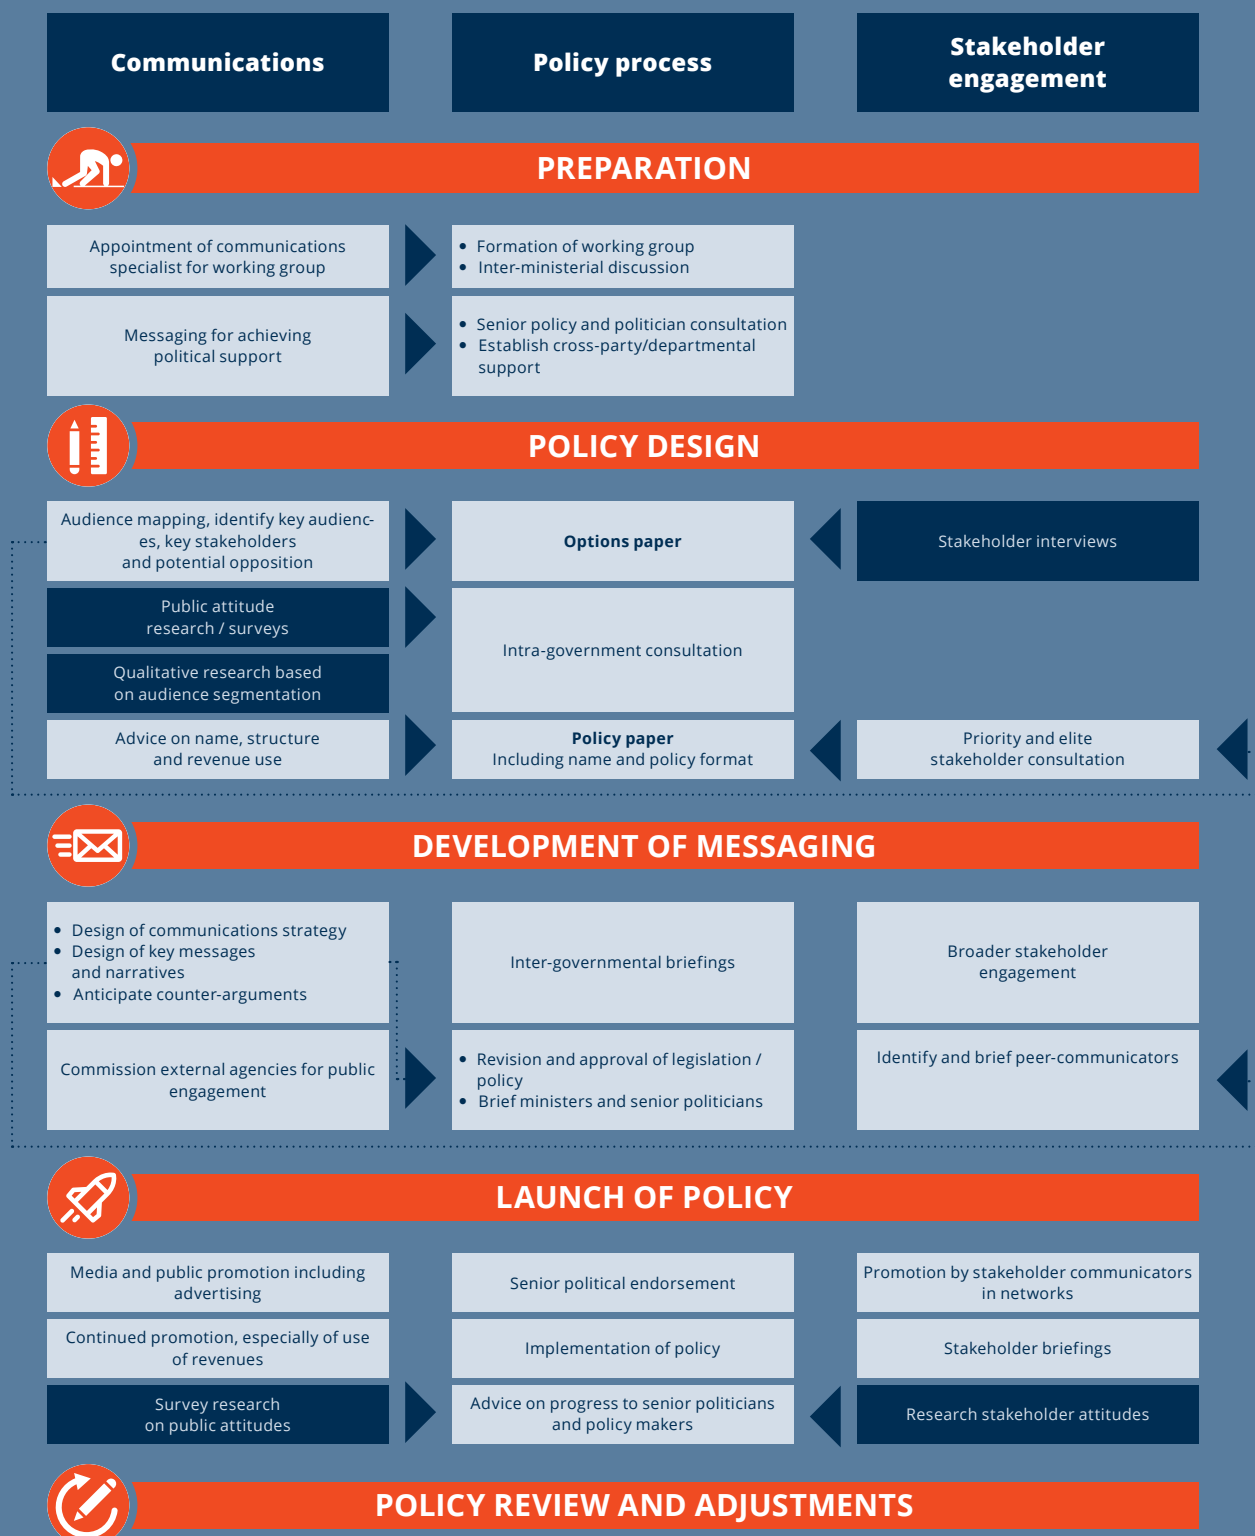 Communications
Policy process
Stakeholder
engagement
PREPARATION
Appointment of communications
specialist for working group
• Formation of working group
• Inter-ministerial discussion
Messaging for achieving
political support
• Senior policy and politician consultation
• Establish cross-party/departmental
support
POLICY DESIGN
Audience mapping, identify key audienc-
es, key stakeholders
and potential opposition
Options paper
Stakeholder interviews
Public attitude
research / surveys
Intra-government consultation
Qualitative research based
on audience segmentation
Advice on name, structure
and revenue use
Policy paper
Including name and policy format
Priority and elite
stakeholder consultation
DEVELOPMENT OF MESSAGING
• Design of communications strategy
• Design of key messages
and narratives
• Anticipate counter-arguments
Inter-governmental briefings
Broader stakeholder
engagement
Commission external agencies for public
engagement
• Revision and approval of legislation /
policy
• Brief ministers and senior politicians
Identify and brief peer-communicators
LAUNCH OF POLICY
Media and public promotion including
advertising
Senior political endorsement
Promotion by stakeholder communicators
in networks
Continued promotion, especially of use
of revenues
Implementation of policy
Stakeholder briefings
Survey research
on public attitudes
Advice on progress to senior politicians
and policy makers
Research stakeholder attitudes
POLICY REVIEW AND ADJUSTMENTS